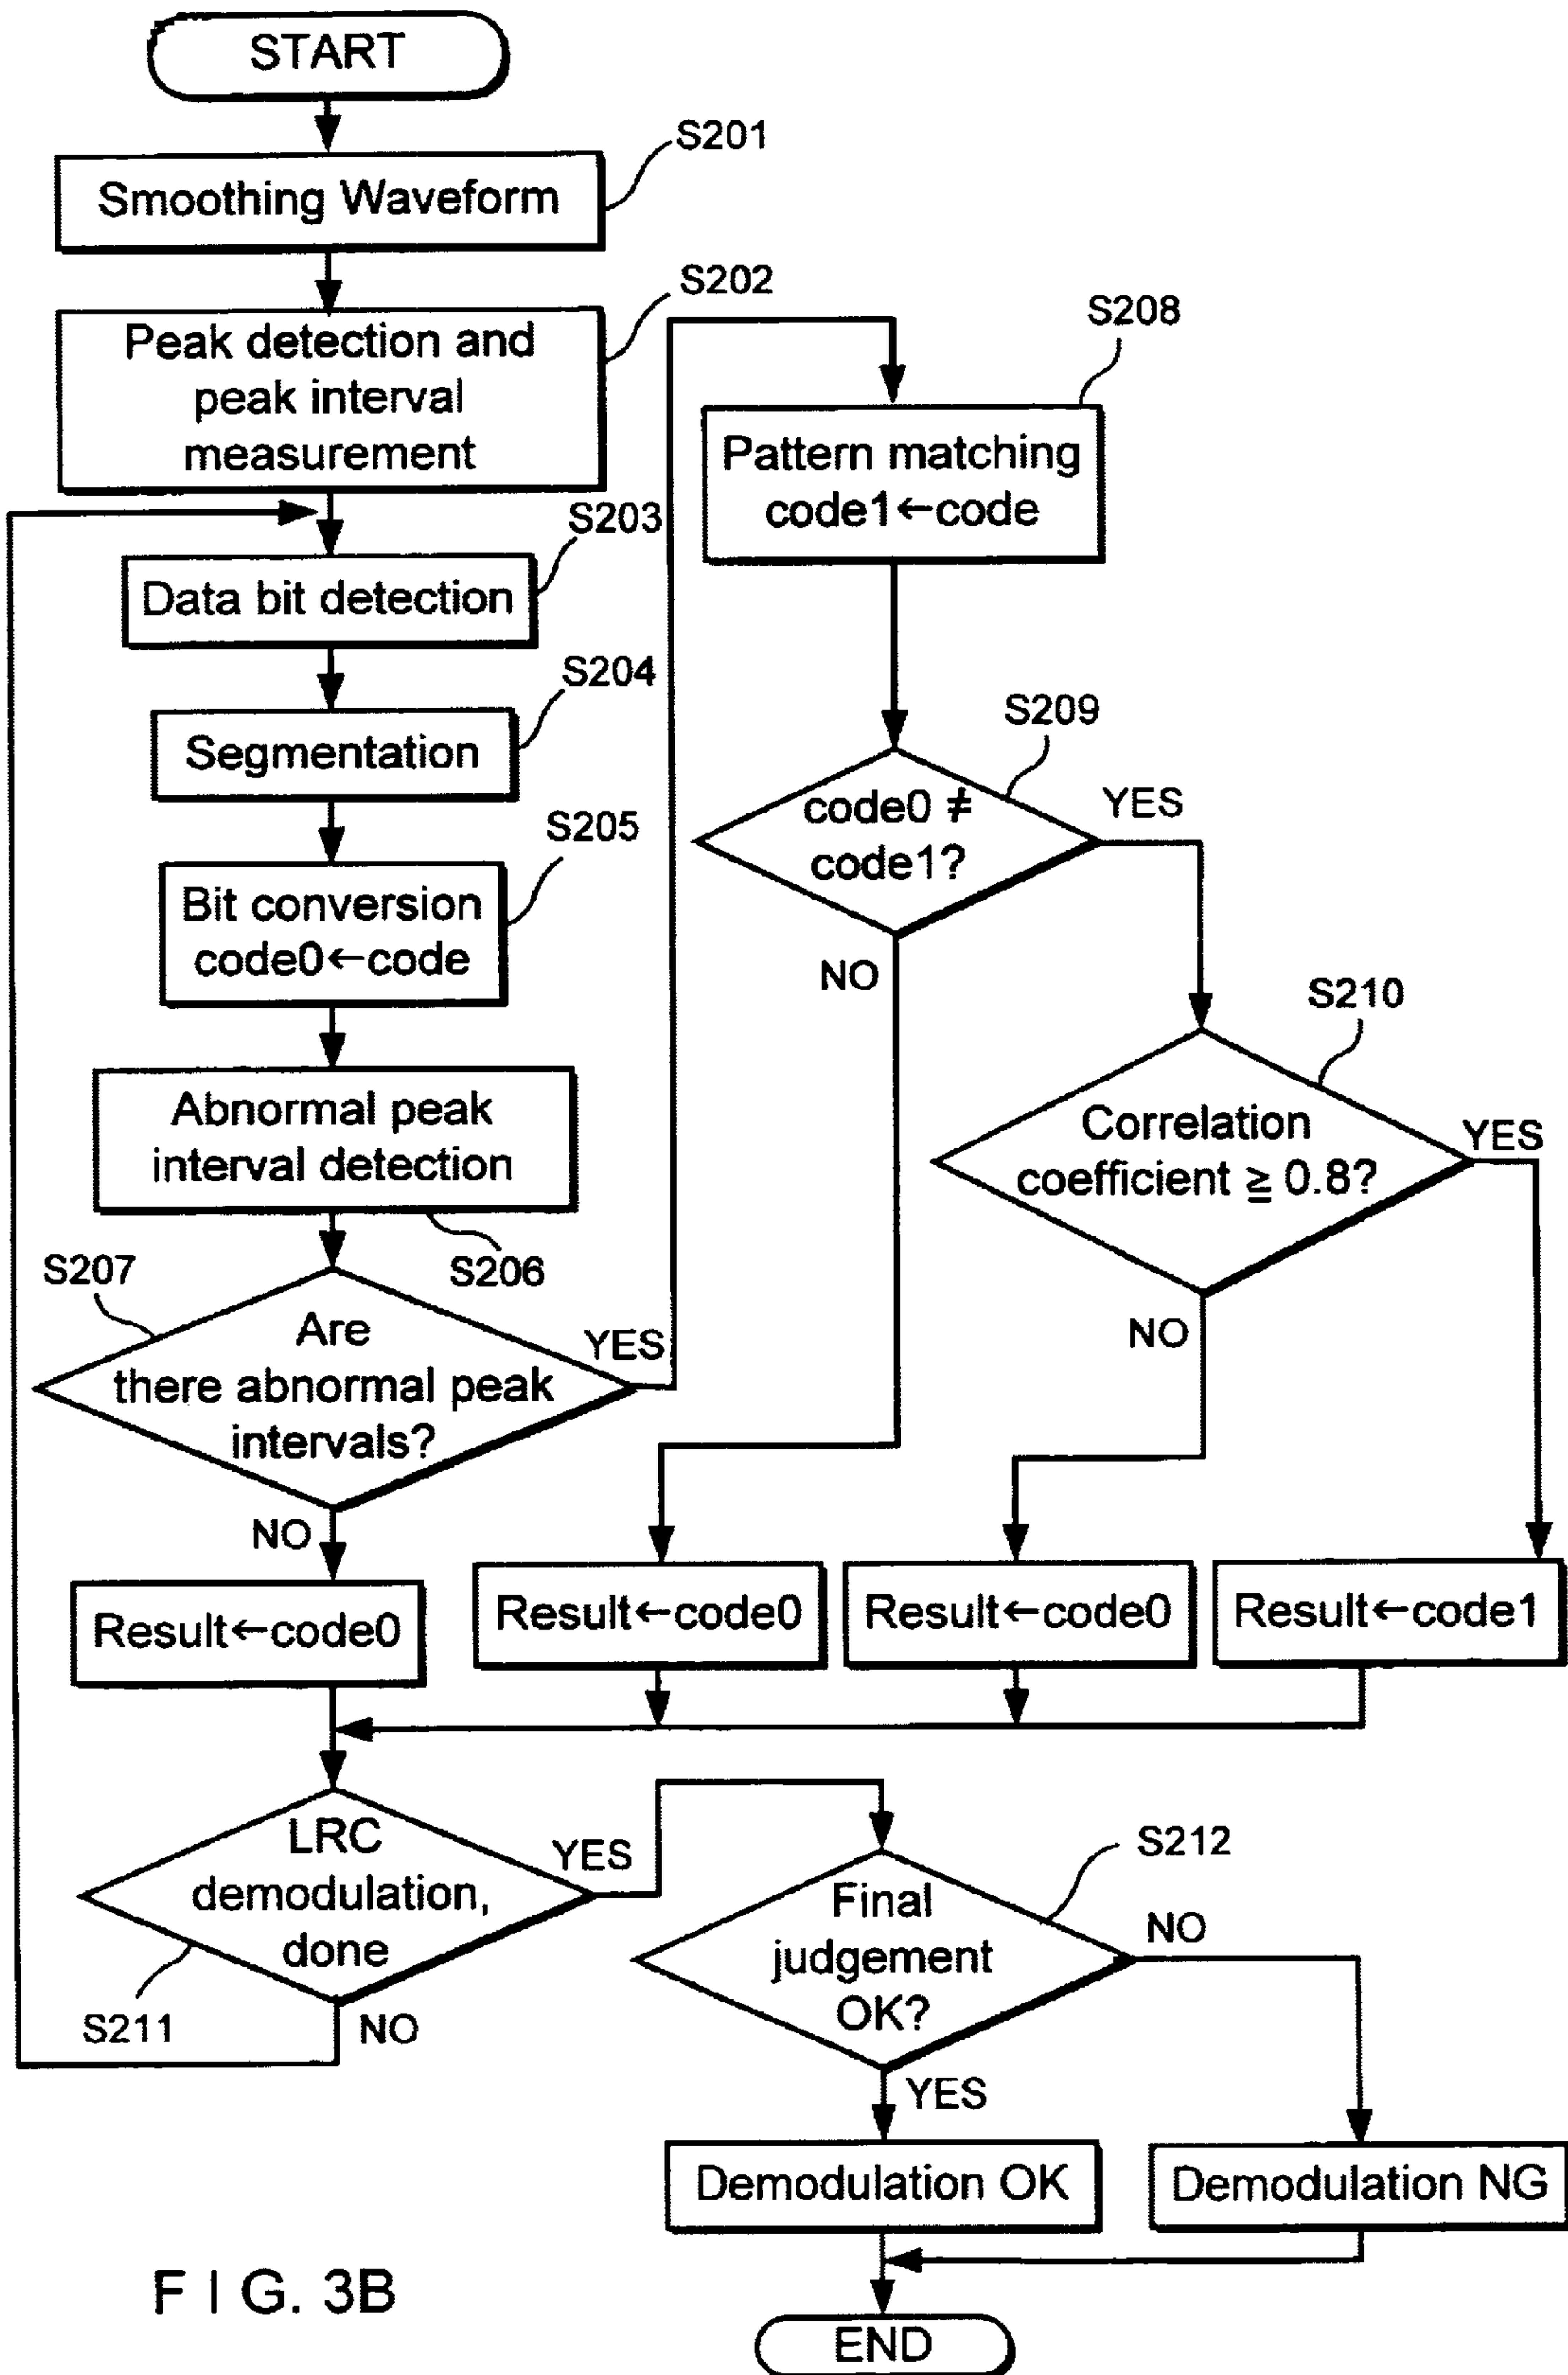 START
S201
Smoothing Waveform
S202
Peak detection and
peak interval
measurement
S203
Data bit detection
S204
Segmentation
S205
Bit conversion
code0←code
Abnormal peak
interval detection
S206
S207
Are
there abnormal peak
intervals?
YES
NO
Result←code0
S208
Pattern matching
code1←code
S209
code0 ≠
code1?
YES
NO
S210
Correlation
coefficient ≧ 0.8?
YES
NO
Result←code0
Result←code0
Result←code1
LRC
demodulation,
done
YES
S211
NO
S212
Final
judgement
OK?
NO
YES
Demodulation OK
Demodulation NG
END
F I G. 3B